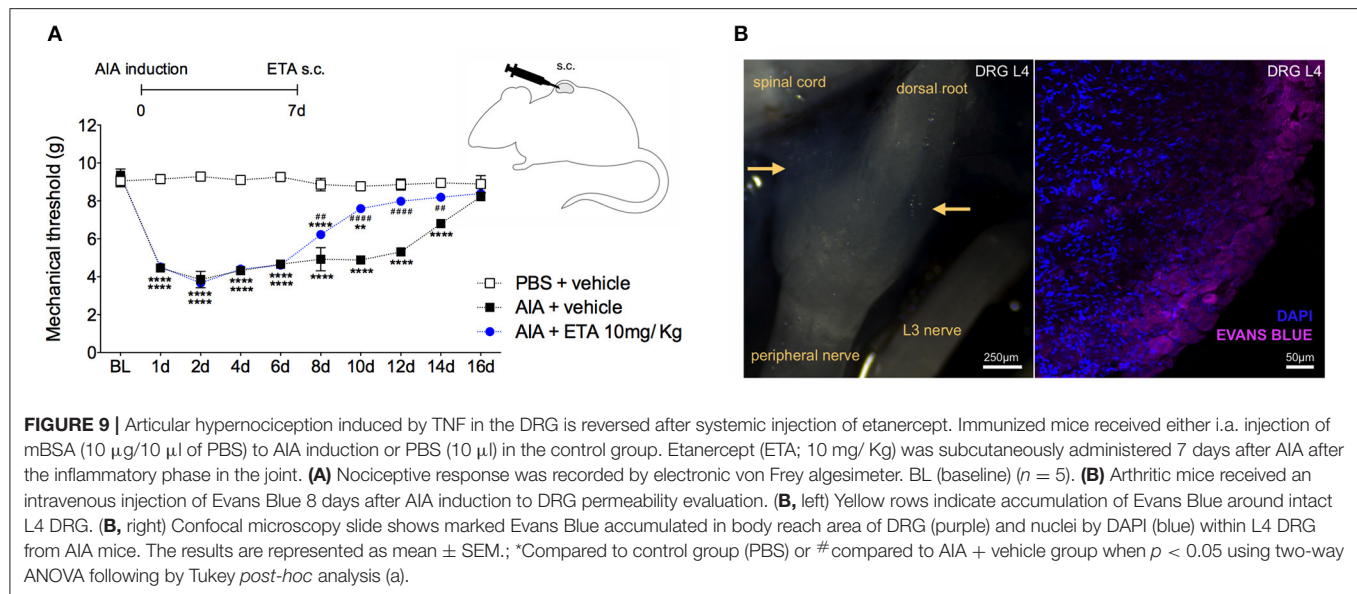 A
AIA induction
ETA s.c.
0
7d
s.c.
Mechanical threshold (g)
12
10
8
6
4
2
0
##
****
####
**
####
##
****
****
****
****
****
****
****
****
****
****
****
****
****
PBS + vehicle
AIA + vehicle
AIA + ETA 10mg/ Kg
BL 1d 2d 4d 6d 8d 10d 12d 14d 16d
B
DRG L4
spinal cord
dorsal root
L3 nerve
peripheral nerve
250µm
DRG L4
DAPI
EVANS BLUE
50µm
FIGURE 9 | Articular hypernociception induced by TNF in the DRG is reversed after systemic injection of etanercept. Immunized mice received either i.a. injection of
mBSA (10 µg/10 µl of PBS) to AIA induction or PBS (10 µl) in the control group. Etanercept (ETA; 10 mg/ Kg) was subcutaneously administered 7 days after AIA after
the inflammatory phase in the joint. (A) Nociceptive response was recorded by electronic von Frey algesimeter. BL (baseline) (n = 5). (B) Arthritic mice received an
intravenous injection of Evans Blue 8 days after AIA induction to DRG permeability evaluation. (B, left) Yellow rows indicate accumulation of Evans Blue around intact
L4 DRG. (B, right) Confocal microscopy slide shows marked Evans Blue accumulated in body reach area of DRG (purple) and nuclei by DAPI (blue) within L4 DRG
from AIA mice. The results are represented as mean ± SEM.; *Compared to control group (PBS) or #compared to AIA + vehicle group when p < 0.05 using two-way
ANOVA following by Tukey post-hoc analysis (a).